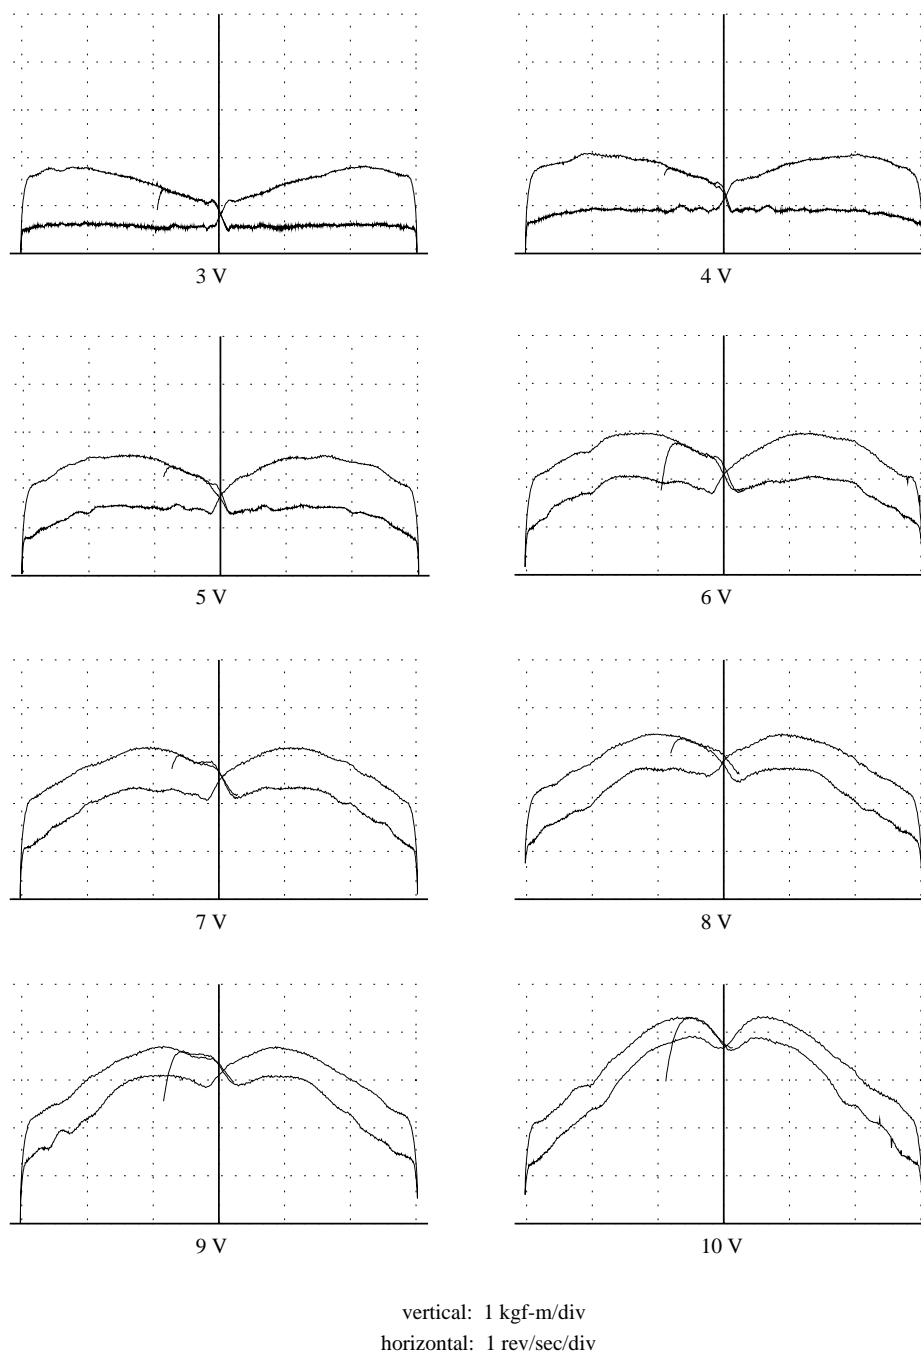 3 V
4 V
5 V
6 V
7 V
8 V
9 V
10 V
vertical: 1 kgf-m/div
horizontal: 1 rev/sec/div